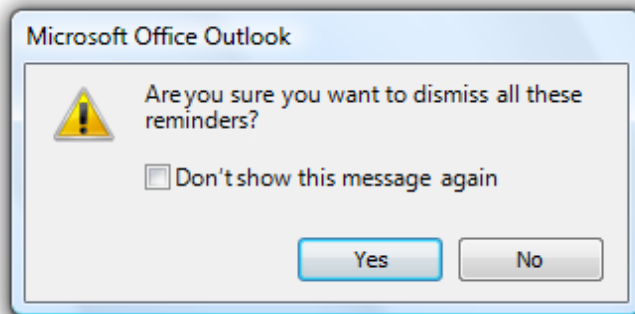 Microsoft Office Outlook
Are you sure you want to dismiss all these
reminders?
Don't show this message again
Yes
No